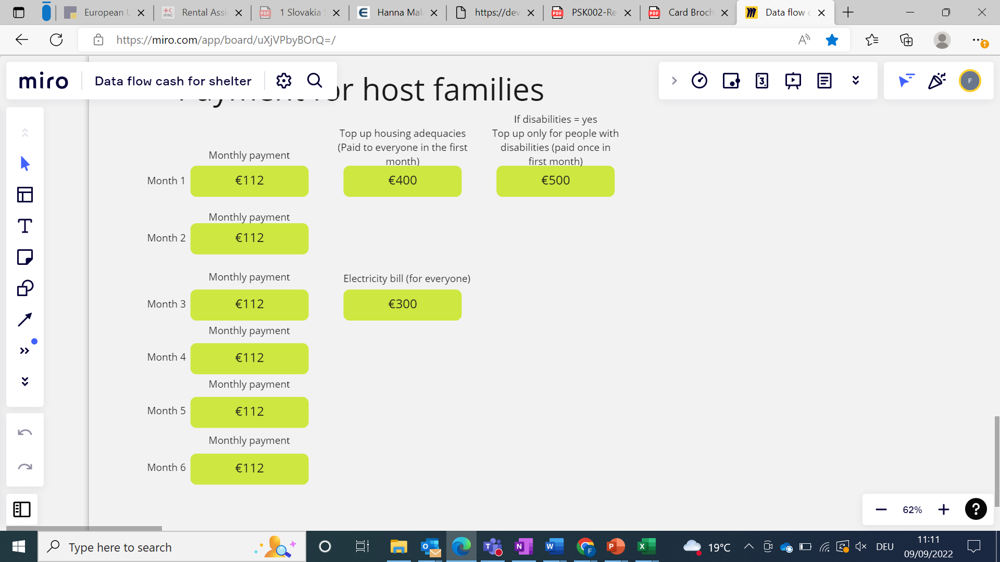 European U
Rental Assi
1 Slovakia S
Hanna Mal
https://dev
PSK002-Re
Card Broch
Data flow c
https://miro.com/app/board/uXjVPbyBOrQ=/
miro
Data flow cash for shelter
Payment for host families
If disabilities = yes
Top up housing adequacies
Top up only for people with
(Paid to everyone in the first
disabilities (paid once in
Monthly payment
month)
first month)
Month 1
€112
€400
€500
Monthly payment
Month 2
€112
Monthly payment
Electricity bill (for everyone)
Month 3
€112
€300
Monthly payment
Month 4
€112
Monthly payment
Month 5
€112
Monthly payment
Month 6
€112
62%
Type here to search
19°C
DEU
11:11
09/09/2022